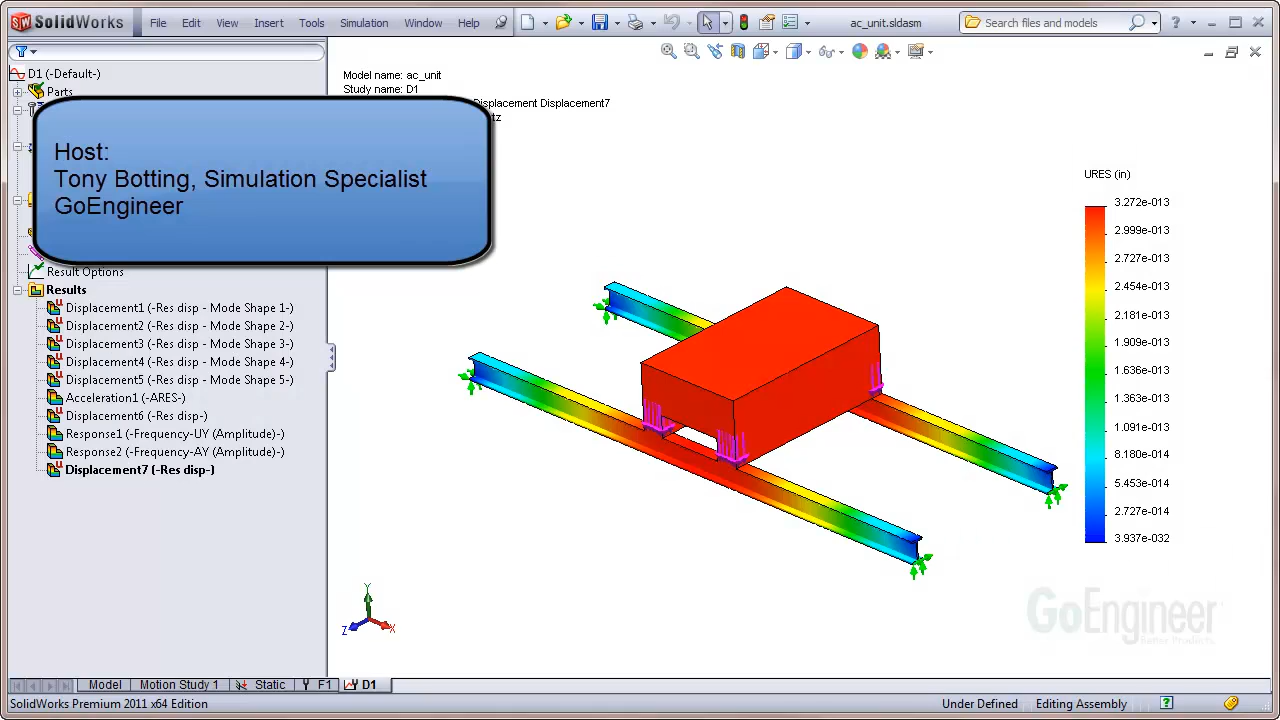 SolidWorks
File Edit View Insert Tools Simulation Window Help
ac_unit.sldasm
Search files and models
D1 (-Default-)
Parts
Model name: ac_unit
Study name: D1
Displacement Displacement7
tz
Host:
Tony Botting, Simulation Specialist
GoEngineer
Result Options
Results
Displacement1 (-Res disp - Mode Shape 1-)
Displacement2 (-Res disp - Mode Shape 2-)
Displacement3 (-Res disp - Mode Shape 3-)
Displacement4 (-Res disp - Mode Shape 4-)
Displacement5 (-Res disp - Mode Shape 5-)
Acceleration1 (-ARES-)
Displacement6 (-Res disp-)
Response1 (-Frequency-UY (Amplitude)-)
Response2 (-Frequency-AY (Amplitude)-)
Displacement7 (-Res disp-)
URES (in)
3.272e-013
2.999e-013
2.727e-013
2.454e-013
2.181e-013
1.909e-013
1.636e-013
1.363e-013
1.091e-013
8.180e-014
5.453e-014
2.727e-014
3.937e-032
Y
Z
X
GoEngineer
Better Products.
Model Motion Study 1 Static F1 D1
SolidWorks Premium 2011 x64 Edition
Under Defined Editing Assembly